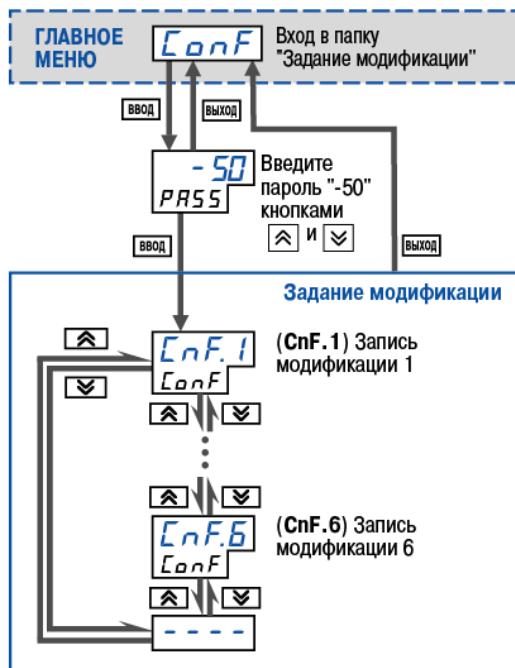 ГЛАВНОЕ
МЕНЮ
ConF
Вход в папку
"Задание модификации"
ВВОД
ВЫХОД
-50
PASS
Введите
пароль "-50"
кнопками
и
ВВОД
ВЫХОД
Задание модификации
CnF.1
ConF
(CnF.1) Запись
модификации 1
CnF.6
ConF
(CnF.6) Запись
модификации 6
- - - -